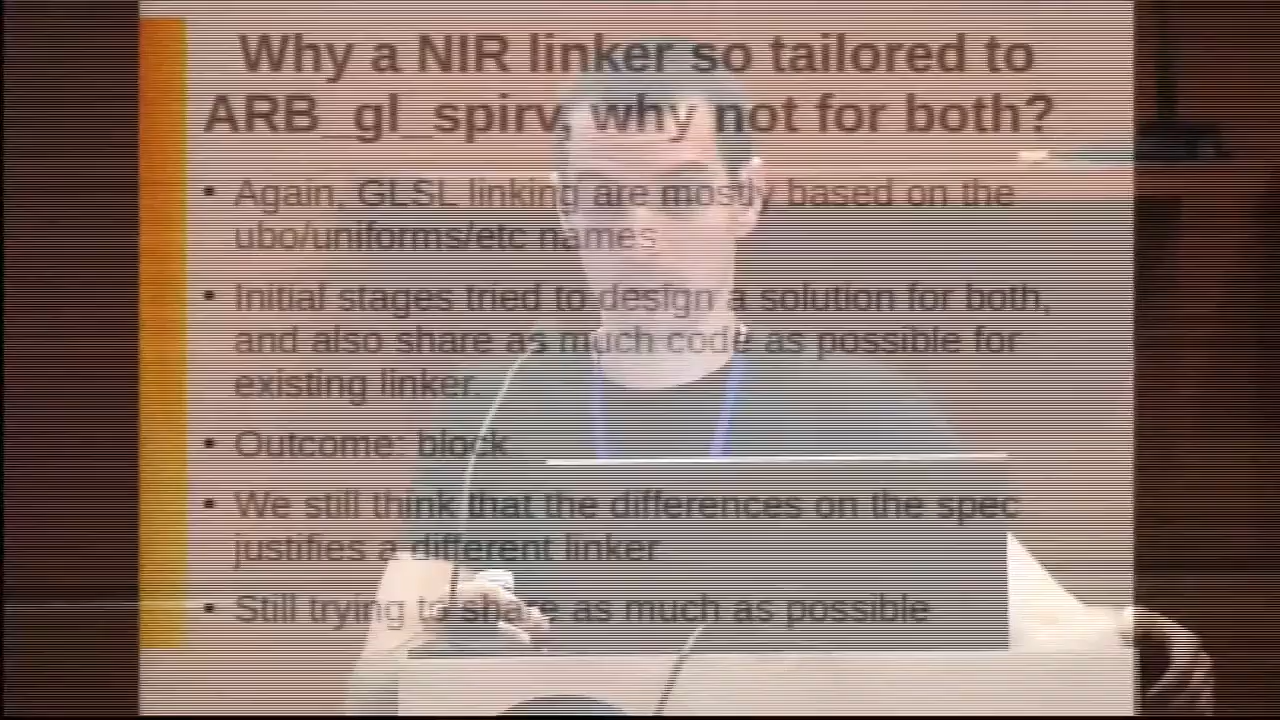 Why a NIR linker so tailored to
ARB_gl_spirv, why not for both?
• Again, GLSL linking are mostly based on the
ubo/uniforms/etc names
• Initial stages tried to design a solution for both,
and also share as much code as possible for
existing linker.
• Outcome: block
• We still think that the differences on the spec
justifies a different linker
• Still trying to share as much as possible